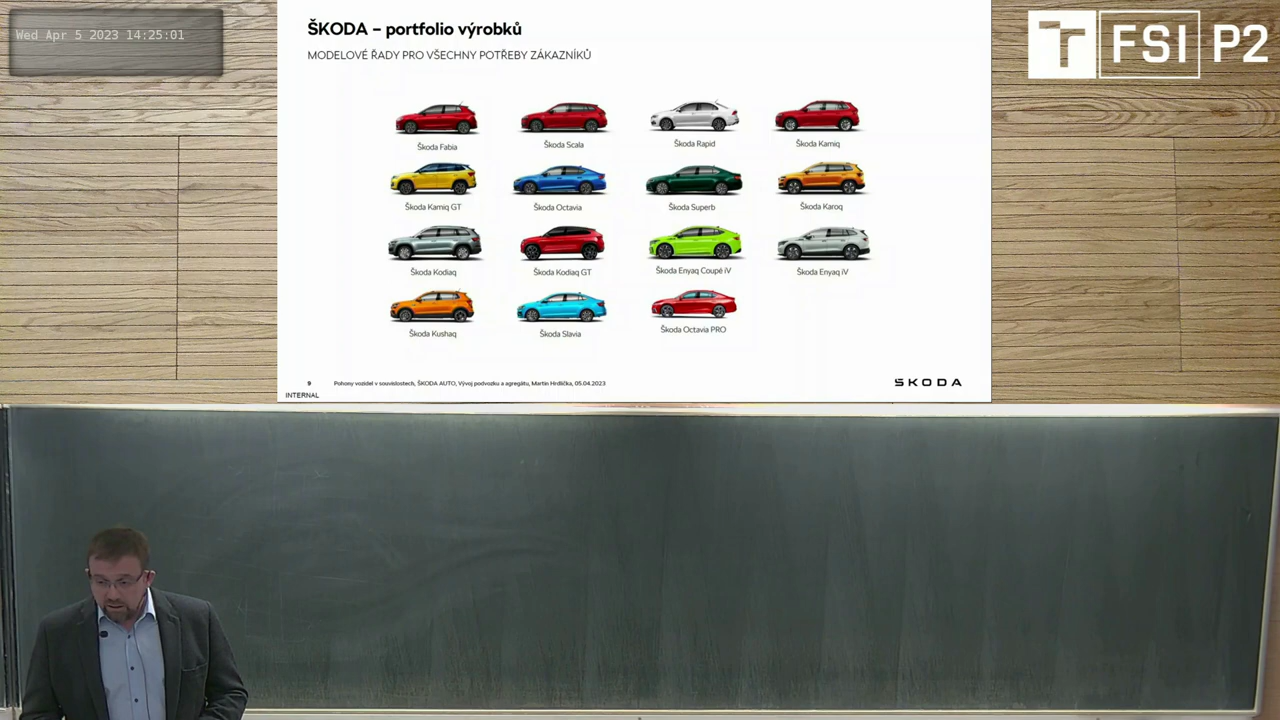 Wed Apr 5 2023 14:25:01
ŠKODA – portfolio výrobků
MODELOVÉ ŘADY PRO VŠECHNY POTŘEBY ZÁKAZNÍKŮ
FSI P2
Škoda Fabia
Škoda Scala
Škoda Rapid
Škoda Kamiq
Škoda Kamiq GT
Škoda Octavia
Škoda Superb
Škoda Karoq
Škoda Kodiaq
Škoda Kodiaq GT
Škoda Enyaq Coupé iV
Škoda Enyaq iV
Škoda Kushaq
Škoda Slavia
Škoda Octavia PRO
9 Pohony vozidel v souvislostech, ŠKODA AUTO, Vývoj podvozku a agregátu, Martin Hrdlička, 05.04.2023
ŠKODA
INTERNAL